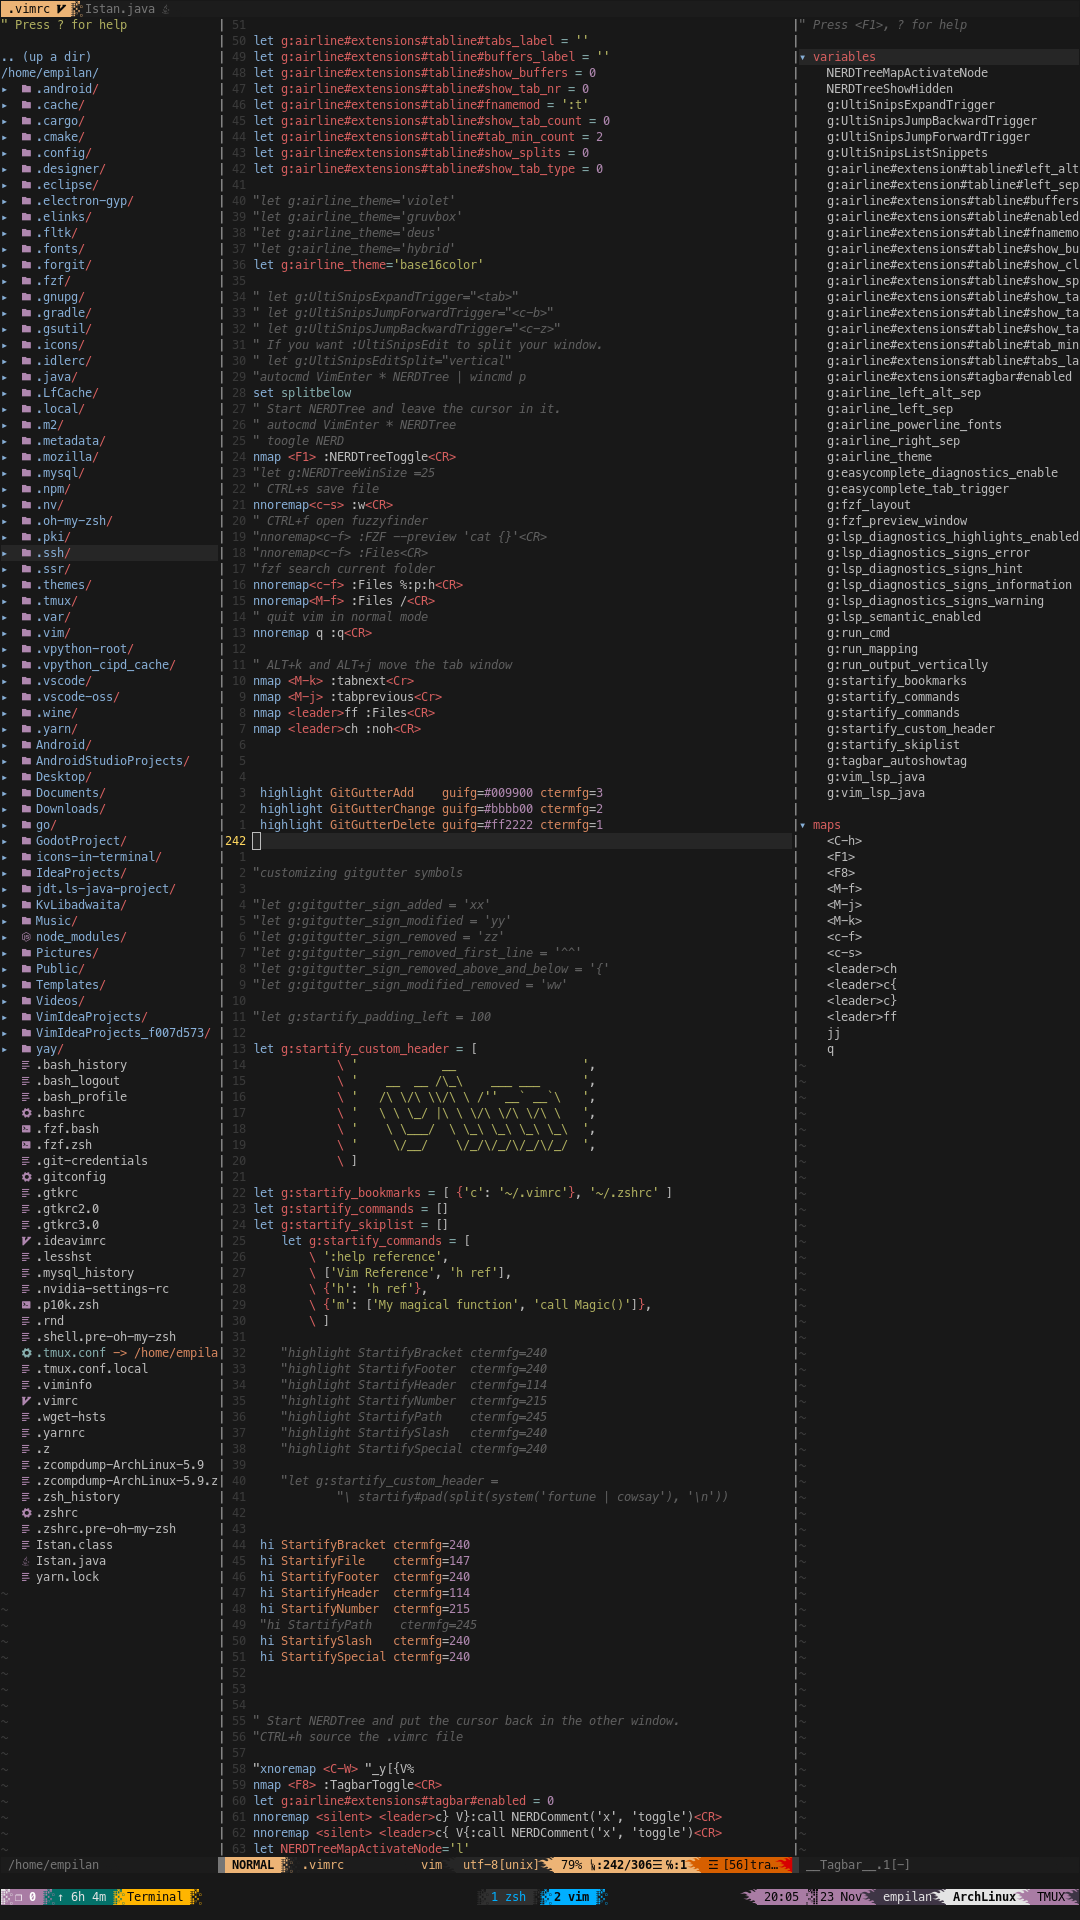 .vimrc Istan.java
" Press ? for help
.. (up a dir)
/home/empilan/
▸ .android/
▸ .cache/
▸ .cargo/
▸ .cmake/
▸ .config/
▸ .designer/
▸ .eclipse/
▸ .electron-gyp/
▸ .elinks/
▸ .fltk/
▸ .fonts/
▸ .forgit/
▸ .fzf/
▸ .gnupg/
▸ .gradle/
▸ .gsutil/
▸ .icons/
▸ .idlerc/
▸ .java/
▸ .LfCache/
▸ .local/
▸ .m2/
▸ .metadata/
▸ .mozilla/
▸ .mysql/
▸ .npm/
▸ .nv/
▸ .oh-my-zsh/
▸ .pki/
▸ .ssh/
▸ .ssr/
▸ .themes/
▸ .tmux/
▸ .var/
▸ .vim/
▸ .vpython-root/
▸ .vpython_cipd_cache/
▸ .vscode/
▸ .vscode-oss/
▸ .wine/
▸ .yarn/
▸ Android/
▸ AndroidStudioProjects/
▸ Desktop/
▸ Documents/
▸ Downloads/
▸ go/
▸ GodotProject/
▸ icons-in-terminal/
▸ IdeaProjects/
▸ jdt.ls-java-project/
▸ KvLibadwaita/
▸ Music/
▸ node_modules/
▸ Pictures/
▸ Public/
▸ Templates/
▸ Videos/
▸ VimIdeaProjects/
▸ VimIdeaProjects_f007d573/
▸ yay/
.bash_history
.bash_logout
.bash_profile
.bashrc
.fzf.bash
.fzf.zsh
.git-credentials
.gitconfig
.gtkrc
.gtkrc2.0
.gtkrc3.0
.ideavimrc
.lesshst
.mysql_history
.nvidia-settings-rc
.p10k.zsh
.rnd
.shell.pre-oh-my-zsh
.tmux.conf -> /home/empila
.tmux.conf.local
.viminfo
.vimrc
.wget-hsts
.yarnrc
.z
.zcompdump-ArchLinux-5.9
.zcompdump-ArchLinux-5.9.z
.zsh_history
.zshrc
.zshrc.pre-oh-my-zsh
Istan.class
Istan.java
yarn.lock
51
50 let g:airline#extensions#tabline#tabs_label = ''
49 let g:airline#extensions#tabline#buffers_label = ''
48 let g:airline#extensions#tabline#show_buffers = 0
47 let g:airline#extensions#tabline#show_tab_nr = 0
46 let g:airline#extensions#tabline#fnamemod = ':t'
45 let g:airline#extensions#tabline#show_tab_count = 0
44 let g:airline#extensions#tabline#tab_min_count = 2
43 let g:airline#extensions#tabline#show_splits = 0
42 let g:airline#extensions#tabline#show_tab_type = 0
41
40 "let g:airline_theme='violet'
39 "let g:airline_theme='gruvbox'
38 "let g:airline_theme='deus'
37 "let g:airline_theme='hybrid'
36 let g:airline_theme='base16color'
35
34 " let g:UltiSnipsExpandTrigger="<tab>"
33 " let g:UltiSnipsJumpForwardTrigger="<c-b>"
32 " let g:UltiSnipsJumpBackwardTrigger="<c-z>"
31 " If you want :UltiSnipsEdit to split your window.
30 " let g:UltiSnipsEditSplit="vertical"
29 "autocmd VimEnter * NERDTree | wincmd p
28 set splitbelow
27 " Start NERDTree and leave the cursor in it.
26 " autocmd VimEnter * NERDTree
25 " toogle NERD
24 nmap <F1> :NERDTreeToggle<CR>
23 "let g:NERDTreeWinSize =25
22 " CTRL+s save file
21 nnoremap<c-s> :w<CR>
20 " CTRL+f open fuzzyfinder
19 "nnoremap<c-f> :FZF --preview 'cat {}'<CR>
18 "nnoremap<c-f> :Files<CR>
17 "fzf search current folder
16 nnoremap<c-f> :Files %:p:h<CR>
15 nnoremap<M-f> :Files /<CR>
14 " quit vim in normal mode
13 nnoremap q :q<CR>
12
11 " ALT+k and ALT+j move the tab window
10 nmap <M-k> :tabnext<Cr>
9 nmap <M-j> :tabprevious<Cr>
8 nmap <leader>ff :Files<CR>
7 nmap <leader>ch :noh<CR>
6
5
4
3 highlight GitGutterAdd    guifg=#009900 ctermfg=3
2 highlight GitGutterChange guifg=#bbbb00 ctermfg=2
1 highlight GitGutterDelete guifg=#ff2222 ctermfg=1
242
1
2 "customizing gitgutter symbols
3
4 "let g:gitgutter_sign_added = 'xx'
5 "let g:gitgutter_sign_modified = 'yy'
6 "let g:gitgutter_sign_removed = 'zz'
7 "let g:gitgutter_sign_removed_first_line = '^^'
8 "let g:gitgutter_sign_removed_above_and_below = '{'
9 "let g:gitgutter_sign_modified_removed = 'ww'
10
11 "let g:startify_padding_left = 100
12
13 let g:startify_custom_header = [
14             \ '            __                  ',
15             \ '    __  __ /\_\    ___ ___      ',
16             \ '   /\ \/\ \\/\ \ /'' __` __`\   ',
17             \ '   \ \ \_/ |\ \ \/\ \/\ \/\ \   ',
18             \ '    \ \___/  \ \_\ \_\ \_\ \_\  ',
19             \ '     \/__/    \/_/\/_/\/_/\/_/  ',
20             \ ]
21
22 let g:startify_bookmarks = [ {'c': '~/.vimrc'}, '~/.zshrc' ]
23 let g:startify_commands = []
24 let g:startify_skiplist = []
25     let g:startify_commands = [
26         \ ':help reference',
27         \ ['Vim Reference', 'h ref'],
28         \ {'h': 'h ref'},
29         \ {'m': ['My magical function', 'call Magic()']},
30         \ ]
31
32     "highlight StartifyBracket ctermfg=240
33     "highlight StartifyFooter  ctermfg=240
34     "highlight StartifyHeader  ctermfg=114
35     "highlight StartifyNumber  ctermfg=215
36     "highlight StartifyPath    ctermfg=245
37     "highlight StartifySlash   ctermfg=240
38     "highlight StartifySpecial ctermfg=240
39
40     "let g:startify_custom_header =
41             "\ startify#pad(split(system('fortune | cowsay'), '\n'))
42
43
44 hi StartifyBracket ctermfg=240
45 hi StartifyFile    ctermfg=147
46 hi StartifyFooter  ctermfg=240
47 hi StartifyHeader  ctermfg=114
48 hi StartifyNumber  ctermfg=215
49 "hi StartifyPath    ctermfg=245
50 hi StartifySlash   ctermfg=240
51 hi StartifySpecial ctermfg=240
52
53
54
55 " Start NERDTree and put the cursor back in the other window.
56 "CTRL+h source the .vimrc file
57
58 "xnoremap <C-W> "_y[{V%
59 nmap <F8> :TagbarToggle<CR>
60 let g:airline#extensions#tagbar#enabled = 0
61 nnoremap <silent> <leader>c} V}:call NERDComment('x', 'toggle')<CR>
62 nnoremap <silent> <leader>c{ V{:call NERDComment('x', 'toggle')<CR>
63 let NERDTreeMapActivateNode='l'
" Press <F1>, ? for help
▾ variables
NERDTreeMapActivateNode
NERDTreeShowHidden
g:UltiSnipsExpandTrigger
g:UltiSnipsJumpBackwardTrigger
g:UltiSnipsJumpForwardTrigger
g:UltiSnipsListSnippets
g:airline#extension#tabline#left_alt
g:airline#extension#tabline#left_sep
g:airline#extensions#tabline#buffers
g:airline#extensions#tabline#enabled
g:airline#extensions#tabline#fnamemo
g:airline#extensions#tabline#show_bu
g:airline#extensions#tabline#show_cl
g:airline#extensions#tabline#show_sp
g:airline#extensions#tabline#show_ta
g:airline#extensions#tabline#show_ta
g:airline#extensions#tabline#show_ta
g:airline#extensions#tabline#tab_min
g:airline#extensions#tabline#tabs_la
g:airline#extensions#tagbar#enabled
g:airline_left_alt_sep
g:airline_left_sep
g:airline_powerline_fonts
g:airline_right_sep
g:airline_theme
g:easycomplete_diagnostics_enable
g:easycomplete_tab_trigger
g:fzf_layout
g:fzf_preview_window
g:lsp_diagnostics_highlights_enabled
g:lsp_diagnostics_signs_error
g:lsp_diagnostics_signs_hint
g:lsp_diagnostics_signs_information
g:lsp_diagnostics_signs_warning
g:lsp_semantic_enabled
g:run_cmd
g:run_mapping
g:run_output_vertically
g:startify_bookmarks
g:startify_commands
g:startify_commands
g:startify_custom_header
g:startify_skiplist
g:tagbar_autoshowtag
g:vim_lsp_java
g:vim_lsp_java
▾ maps
<C-h>
<F1>
<F8>
<M-f>
<M-j>
<M-k>
<c-f>
<c-s>
<leader>ch
<leader>c{
<leader>c}
<leader>ff
jj
q
/home/empilan NORMAL .vimrc vim utf-8[unix] 79% :242/306☰ ℅:1 ☲ [56]tra… __Tagbar__.1[-]
❐ 0 ↑ 6h 4m Terminal 1 zsh 2 vim 20:05 23 Nov empilan ArchLinux TMUX